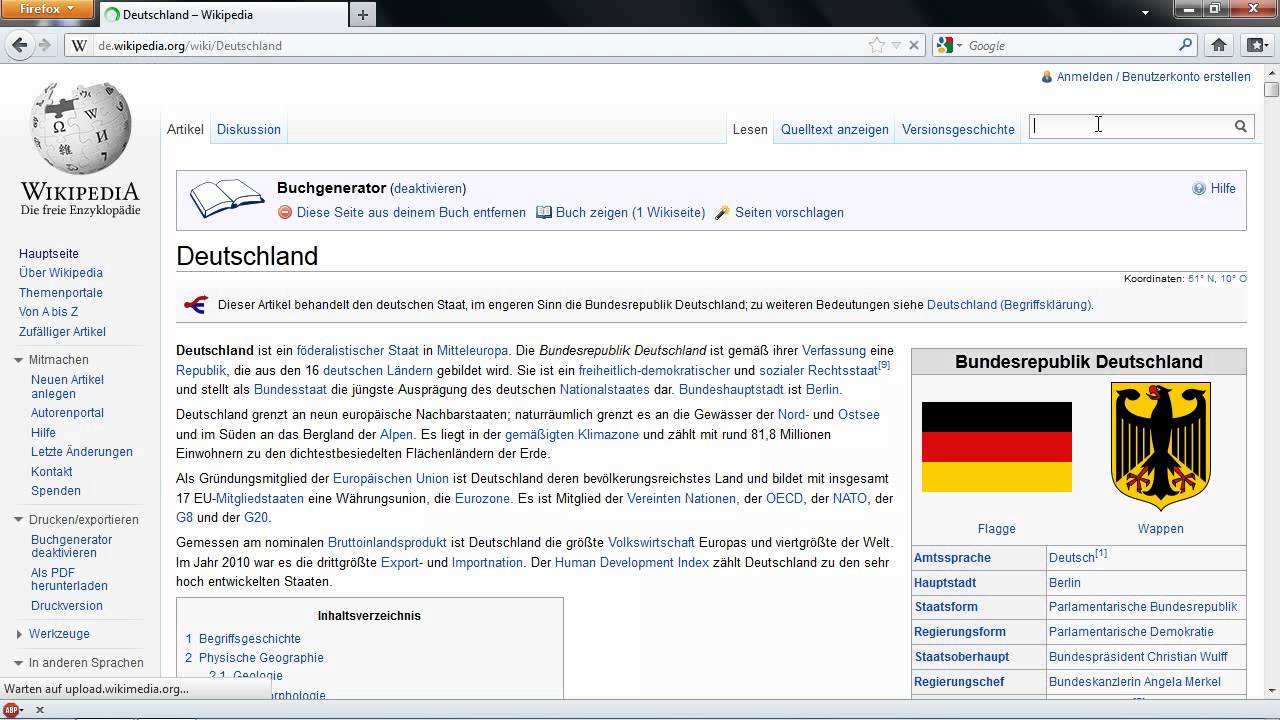 Firefox
Deutschland – Wikipedia
de.wikipedia.org/wiki/Deutschland
Google
Anmelden / Benutzerkonto erstellen
Artikel
Diskussion
Lesen
Quelltext anzeigen
Versionsgeschichte
WIKIPEDIA
Die freie Enzyklopädie
Hauptseite
Über Wikipedia
Themenportale
Von A bis Z
Zufälliger Artikel
Mitmachen
Neuen Artikel
anlegen
Autorenportal
Hilfe
Letzte Änderungen
Kontakt
Spenden
Drucken/exportieren
Buchgenerator
deaktivieren
Als PDF
herunterladen
Druckversion
Werkzeuge
In anderen Sprachen
Buchgenerator (deaktivieren)
Hilfe
Diese Seite aus deinem Buch entfernen
Buch zeigen (1 Wikiseite)
Seiten vorschlagen
Deutschland
Koordinaten: 51° N, 10° O
Dieser Artikel behandelt den deutschen Staat, im engeren Sinn die Bundesrepublik Deutschland; zu weiteren Bedeutungen siehe Deutschland (Begriffsklärung).
Deutschland ist ein föderalistischer Staat in Mitteleuropa. Die Bundesrepublik Deutschland ist gemäß ihrer Verfassung eine
Republik, die aus den 16 deutschen Ländern gebildet wird. Sie ist ein freiheitlich-demokratischer und sozialer Rechtsstaat[9]
und stellt als Bundesstaat die jüngste Ausprägung des deutschen Nationalstaates dar. Bundeshauptstadt ist Berlin.
Deutschland grenzt an neun europäische Nachbarstaaten; naturräumlich grenzt es an die Gewässer der Nord- und Ostsee
und im Süden an das Bergland der Alpen. Es liegt in der gemäßigten Klimazone und zählt mit rund 81,8 Millionen
Einwohnern zu den dichtestbesiedelten Flächenländern der Erde.
Als Gründungsmitglied der Europäischen Union ist Deutschland deren bevölkerungsreichstes Land und bildet mit insgesamt
17 EU-Mitgliedstaaten eine Währungsunion, die Eurozone. Es ist Mitglied der Vereinten Nationen, der OECD, der NATO, der
G8 und der G20.
Gemessen am nominalen Bruttoinlandsprodukt ist Deutschland die größte Volkswirtschaft Europas und viertgrößte der Welt.
Im Jahr 2010 war es die drittgrößte Export- und Importnation. Der Human Development Index zählt Deutschland zu den sehr
hoch entwickelten Staaten.
Inhaltsverzeichnis
1 Begriffsgeschichte
2 Physische Geographie
2.1 Geologie
Bundesrepublik Deutschland
Flagge
Wappen
Amtssprache Deutsch[1]
Hauptstadt Berlin
Staatsform Parlamentarische Bundesrepublik
Regierungsform Parlamentarische Demokratie
Staatsoberhaupt Bundespräsident Christian Wulff
Regierungschef Bundeskanzlerin Angela Merkel
Warten auf upload.wikimedia.org...
ABP